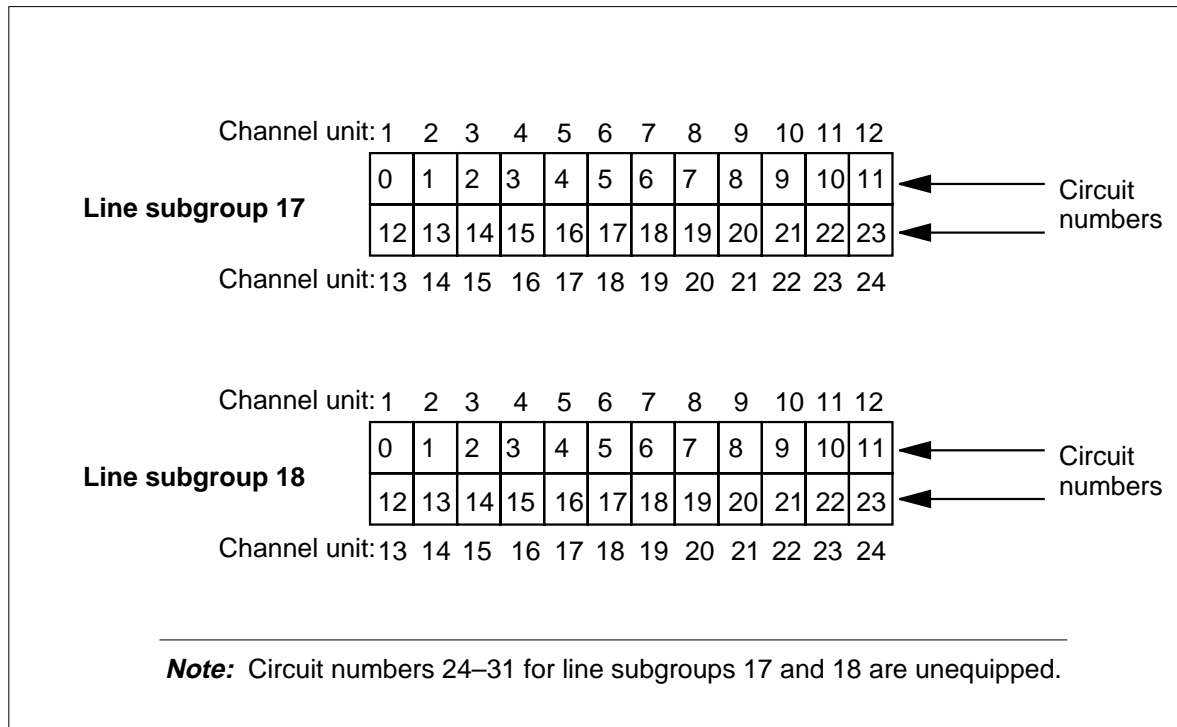 Channel unit: 1 2 3 4 5 6 7 8 9 10 11 12
0 1 2 3 4 5 6 7 8 9 10 11
Line subgroup 17
12 13 14 15 16 17 18 19 20 21 22 23
Circuit
numbers
Channel unit: 13 14 15 16 17 18 19 20 21 22 23 24
Channel unit: 1 2 3 4 5 6 7 8 9 10 11 12
0 1 2 3 4 5 6 7 8 9 10 11
Line subgroup 18
12 13 14 15 16 17 18 19 20 21 22 23
Circuit
numbers
Channel unit: 13 14 15 16 17 18 19 20 21 22 23 24
Note: Circuit numbers 24–31 for line subgroups 17 and 18 are unequipped.